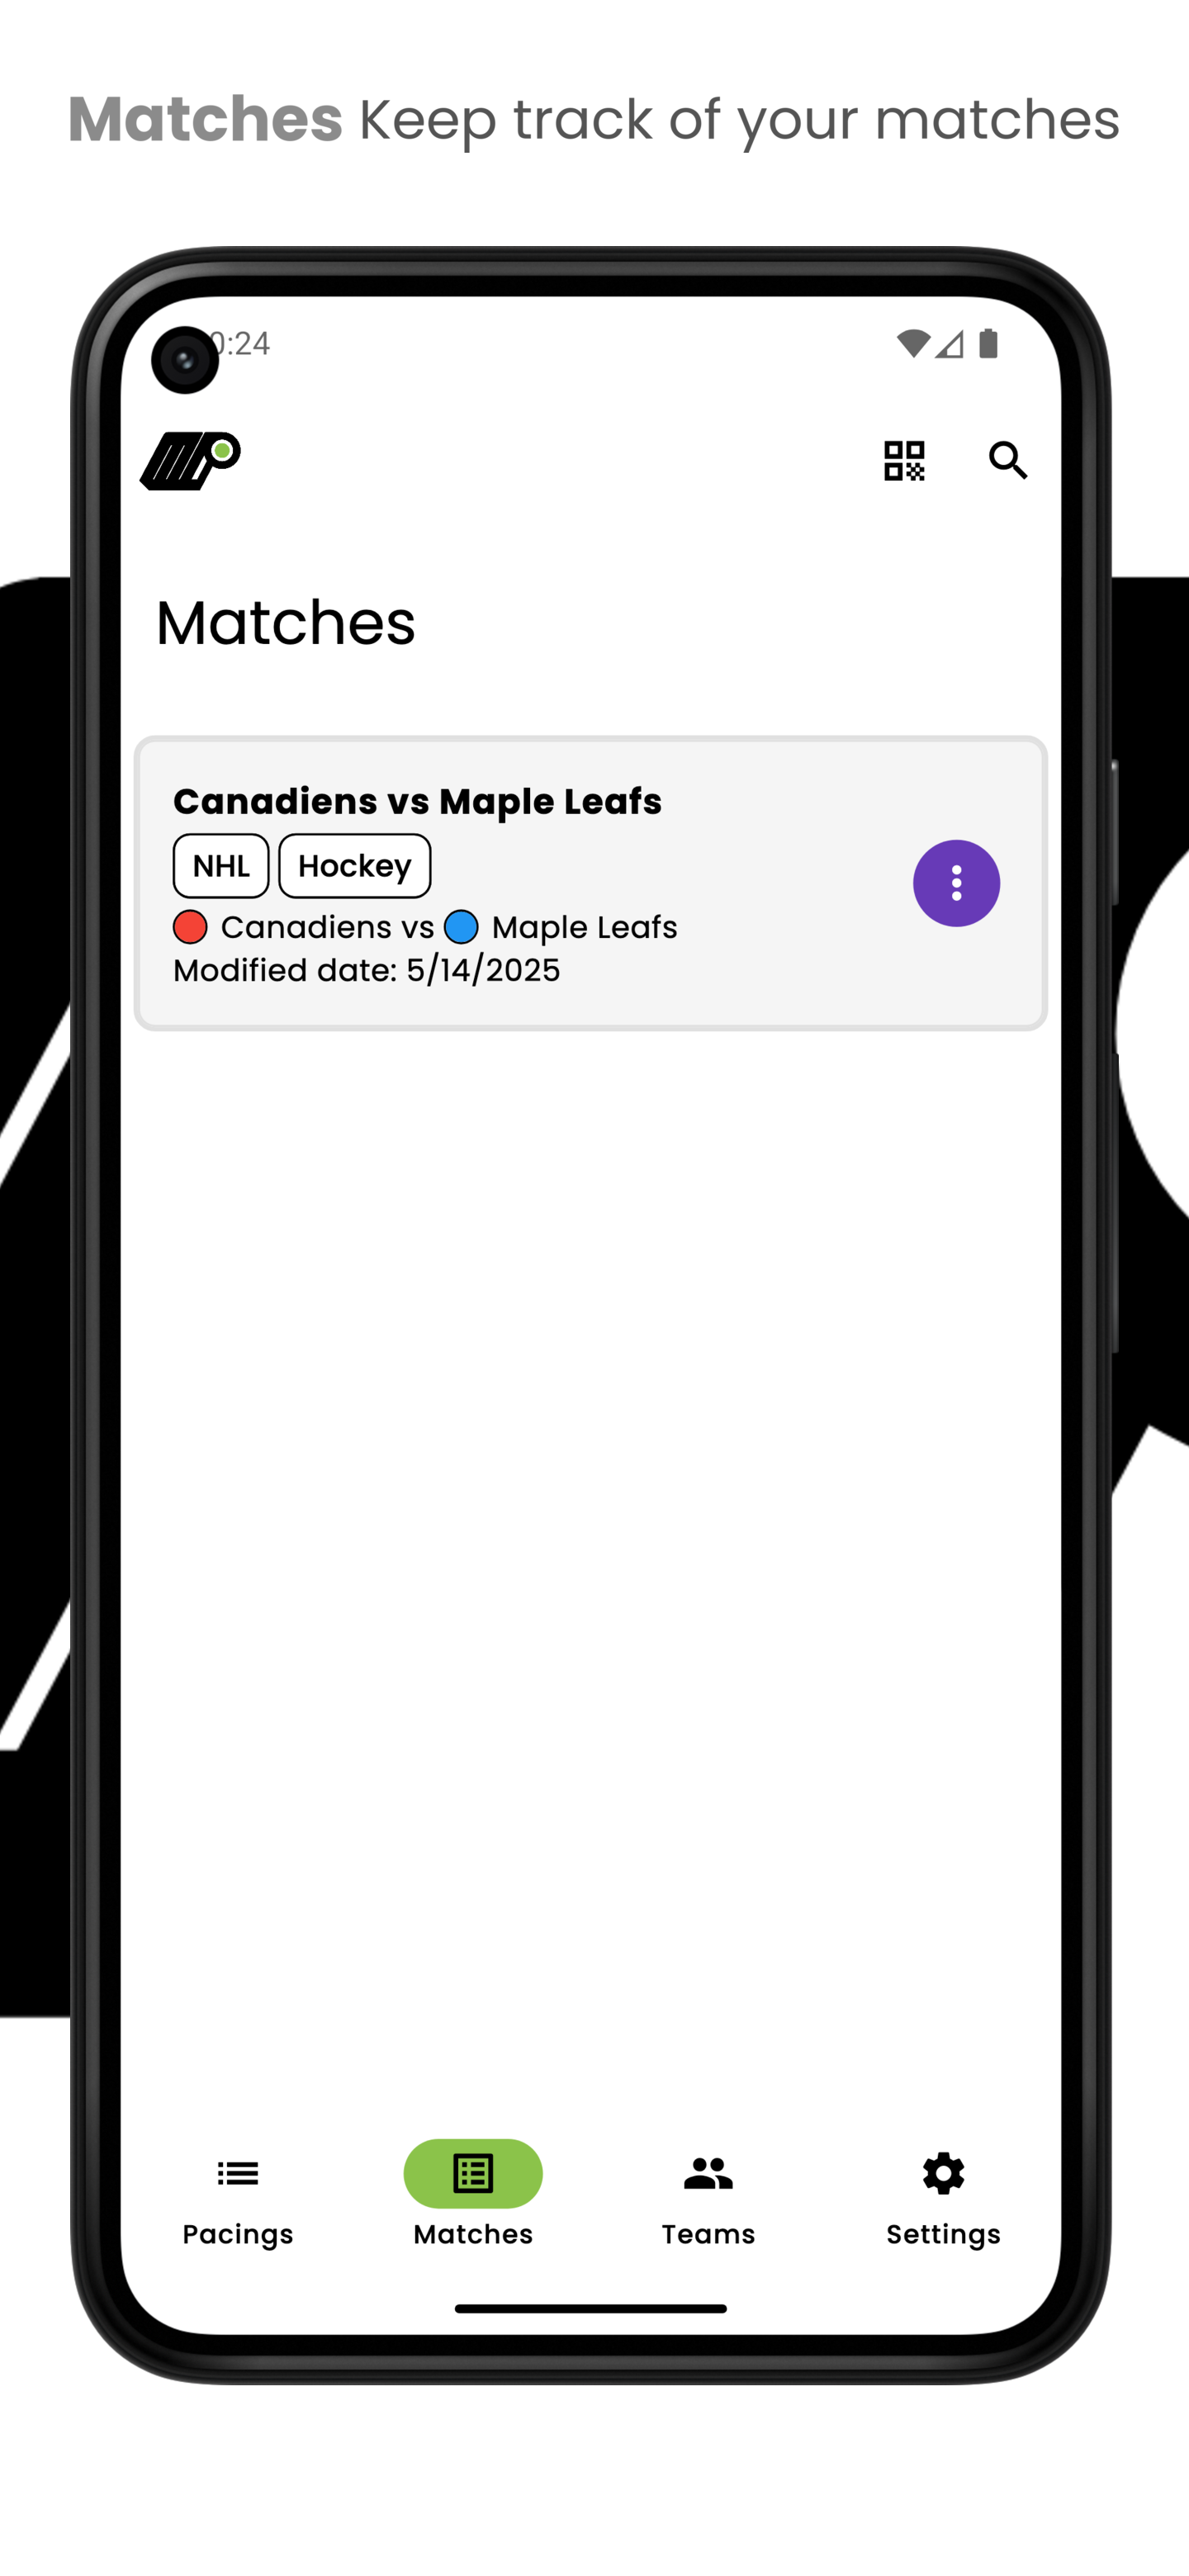 Matches Keep track of your matches
0:24
Matches
Canadiens vs Maple Leafs
NHL Hockey
Canadiens vs Maple Leafs
Modified date: 5/14/2025
Pacings Matches Teams Settings